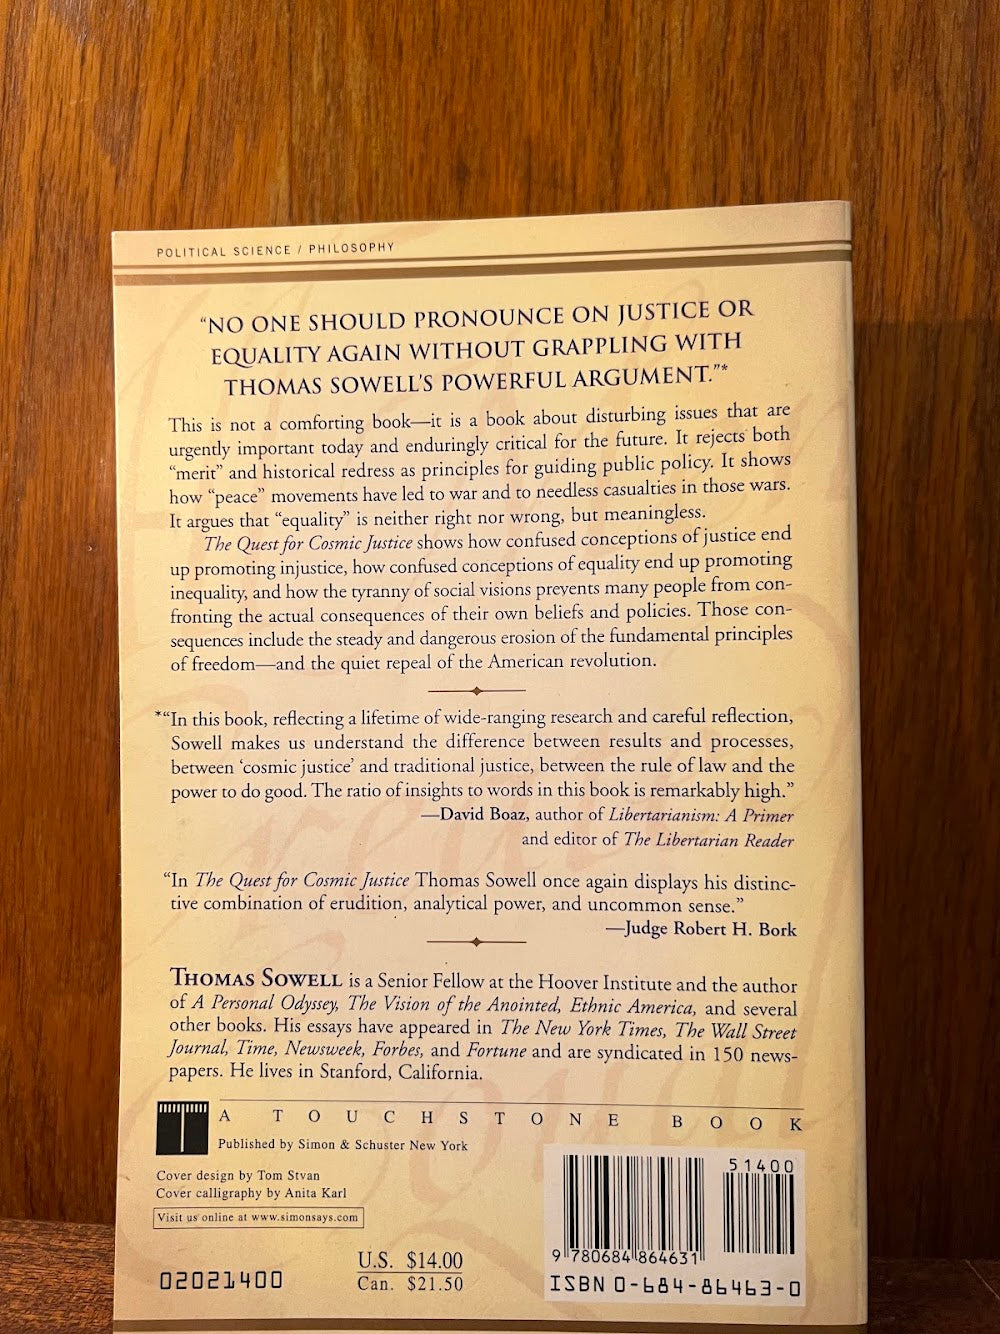 POLITICAL SCIENCE / PHILOSOPHY
“NO ONE SHOULD PRONOUNCE ON JUSTICE OR
EQUALITY AGAIN WITHOUT GRAPPLING WITH
THOMAS SOWELL’S POWERFUL ARGUMENT.”*
This is not a comforting book—it is a book about disturbing issues that are
urgently important today and enduringly critical for the future. It rejects both
“merit” and historical redress as principles for guiding public policy. It shows
how “peace” movements have led to war and to needless casualties in those wars.
It argues that “equality” is neither right nor wrong, but meaningless.
The Quest for Cosmic Justice shows how confused conceptions of justice end
up promoting injustice, how confused conceptions of equality end up promoting
inequality, and how the tyranny of social visions prevents many people from con-
fronting the actual consequences of their own beliefs and policies. Those con-
sequences include the steady and dangerous erosion of the fundamental principles
of freedom—and the quiet repeal of the American revolution.
*“In this book, reflecting a lifetime of wide-ranging research and careful reflection,
Sowell makes us understand the difference between results and processes,
between ‘cosmic justice’ and traditional justice, between the rule of law and the
power to do good. The ratio of insights to words in this book is remarkably high.”
—David Boaz, author of Libertarianism: A Primer
and editor of The Libertarian Reader
“In The Quest for Cosmic Justice Thomas Sowell once again displays his distinc-
tive combination of erudition, analytical power, and uncommon sense.”
—Judge Robert H. Bork
THOMAS SOWELL is a Senior Fellow at the Hoover Institute and the author
of A Personal Odyssey, The Vision of the Anointed, Ethnic America, and several
other books. His essays have appeared in The New York Times, The Wall Street
Journal, Time, Newsweek, Forbes, and Fortune and are syndicated in 150 news-
papers. He lives in Stanford, California.
A TOUCHSTONE BOOK
Published by Simon & Schuster New York
Cover design by Tom Stvan
Cover calligraphy by Anita Karl
Visit us online at www.simonsays.com
02021400
U.S. $14.00
Can. $21.50
51400
9 780684 864631
ISBN 0-684-86463-0